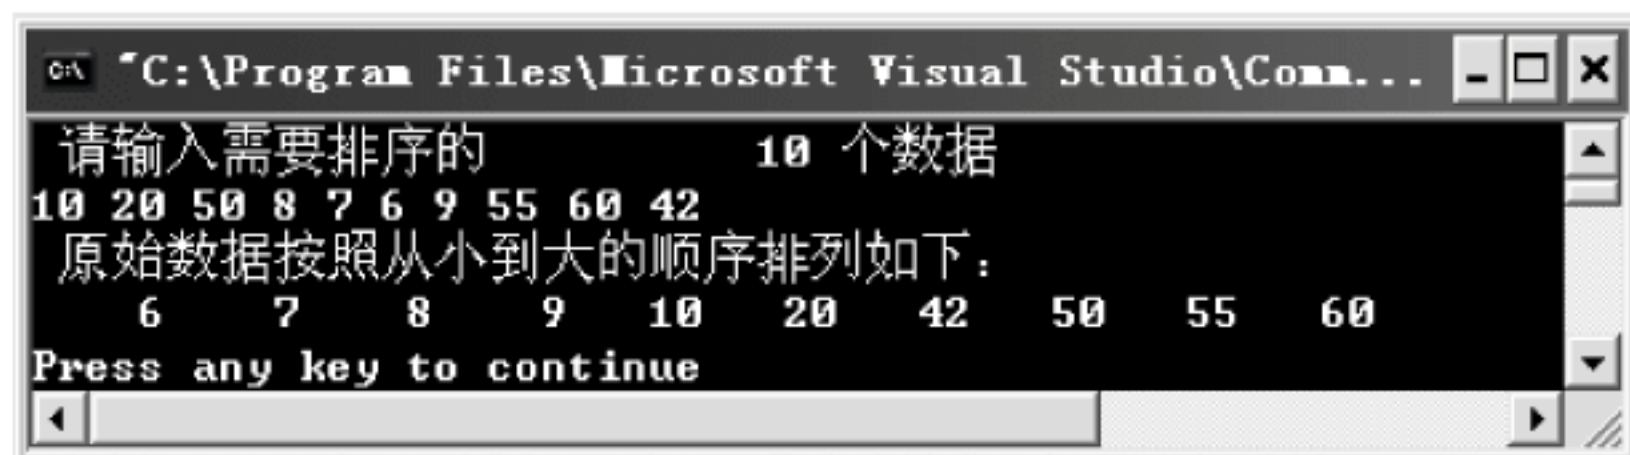 "C:\Program Files\Microsoft Visual Studio\Comm...
请输入需要排序的 10 个数据
10 20 50 8 7 6 9 55 60 42
原始数据按照从小到大的顺序排列如下：
6 7 8 9 10 20 42 50 55 60
Press any key to continue